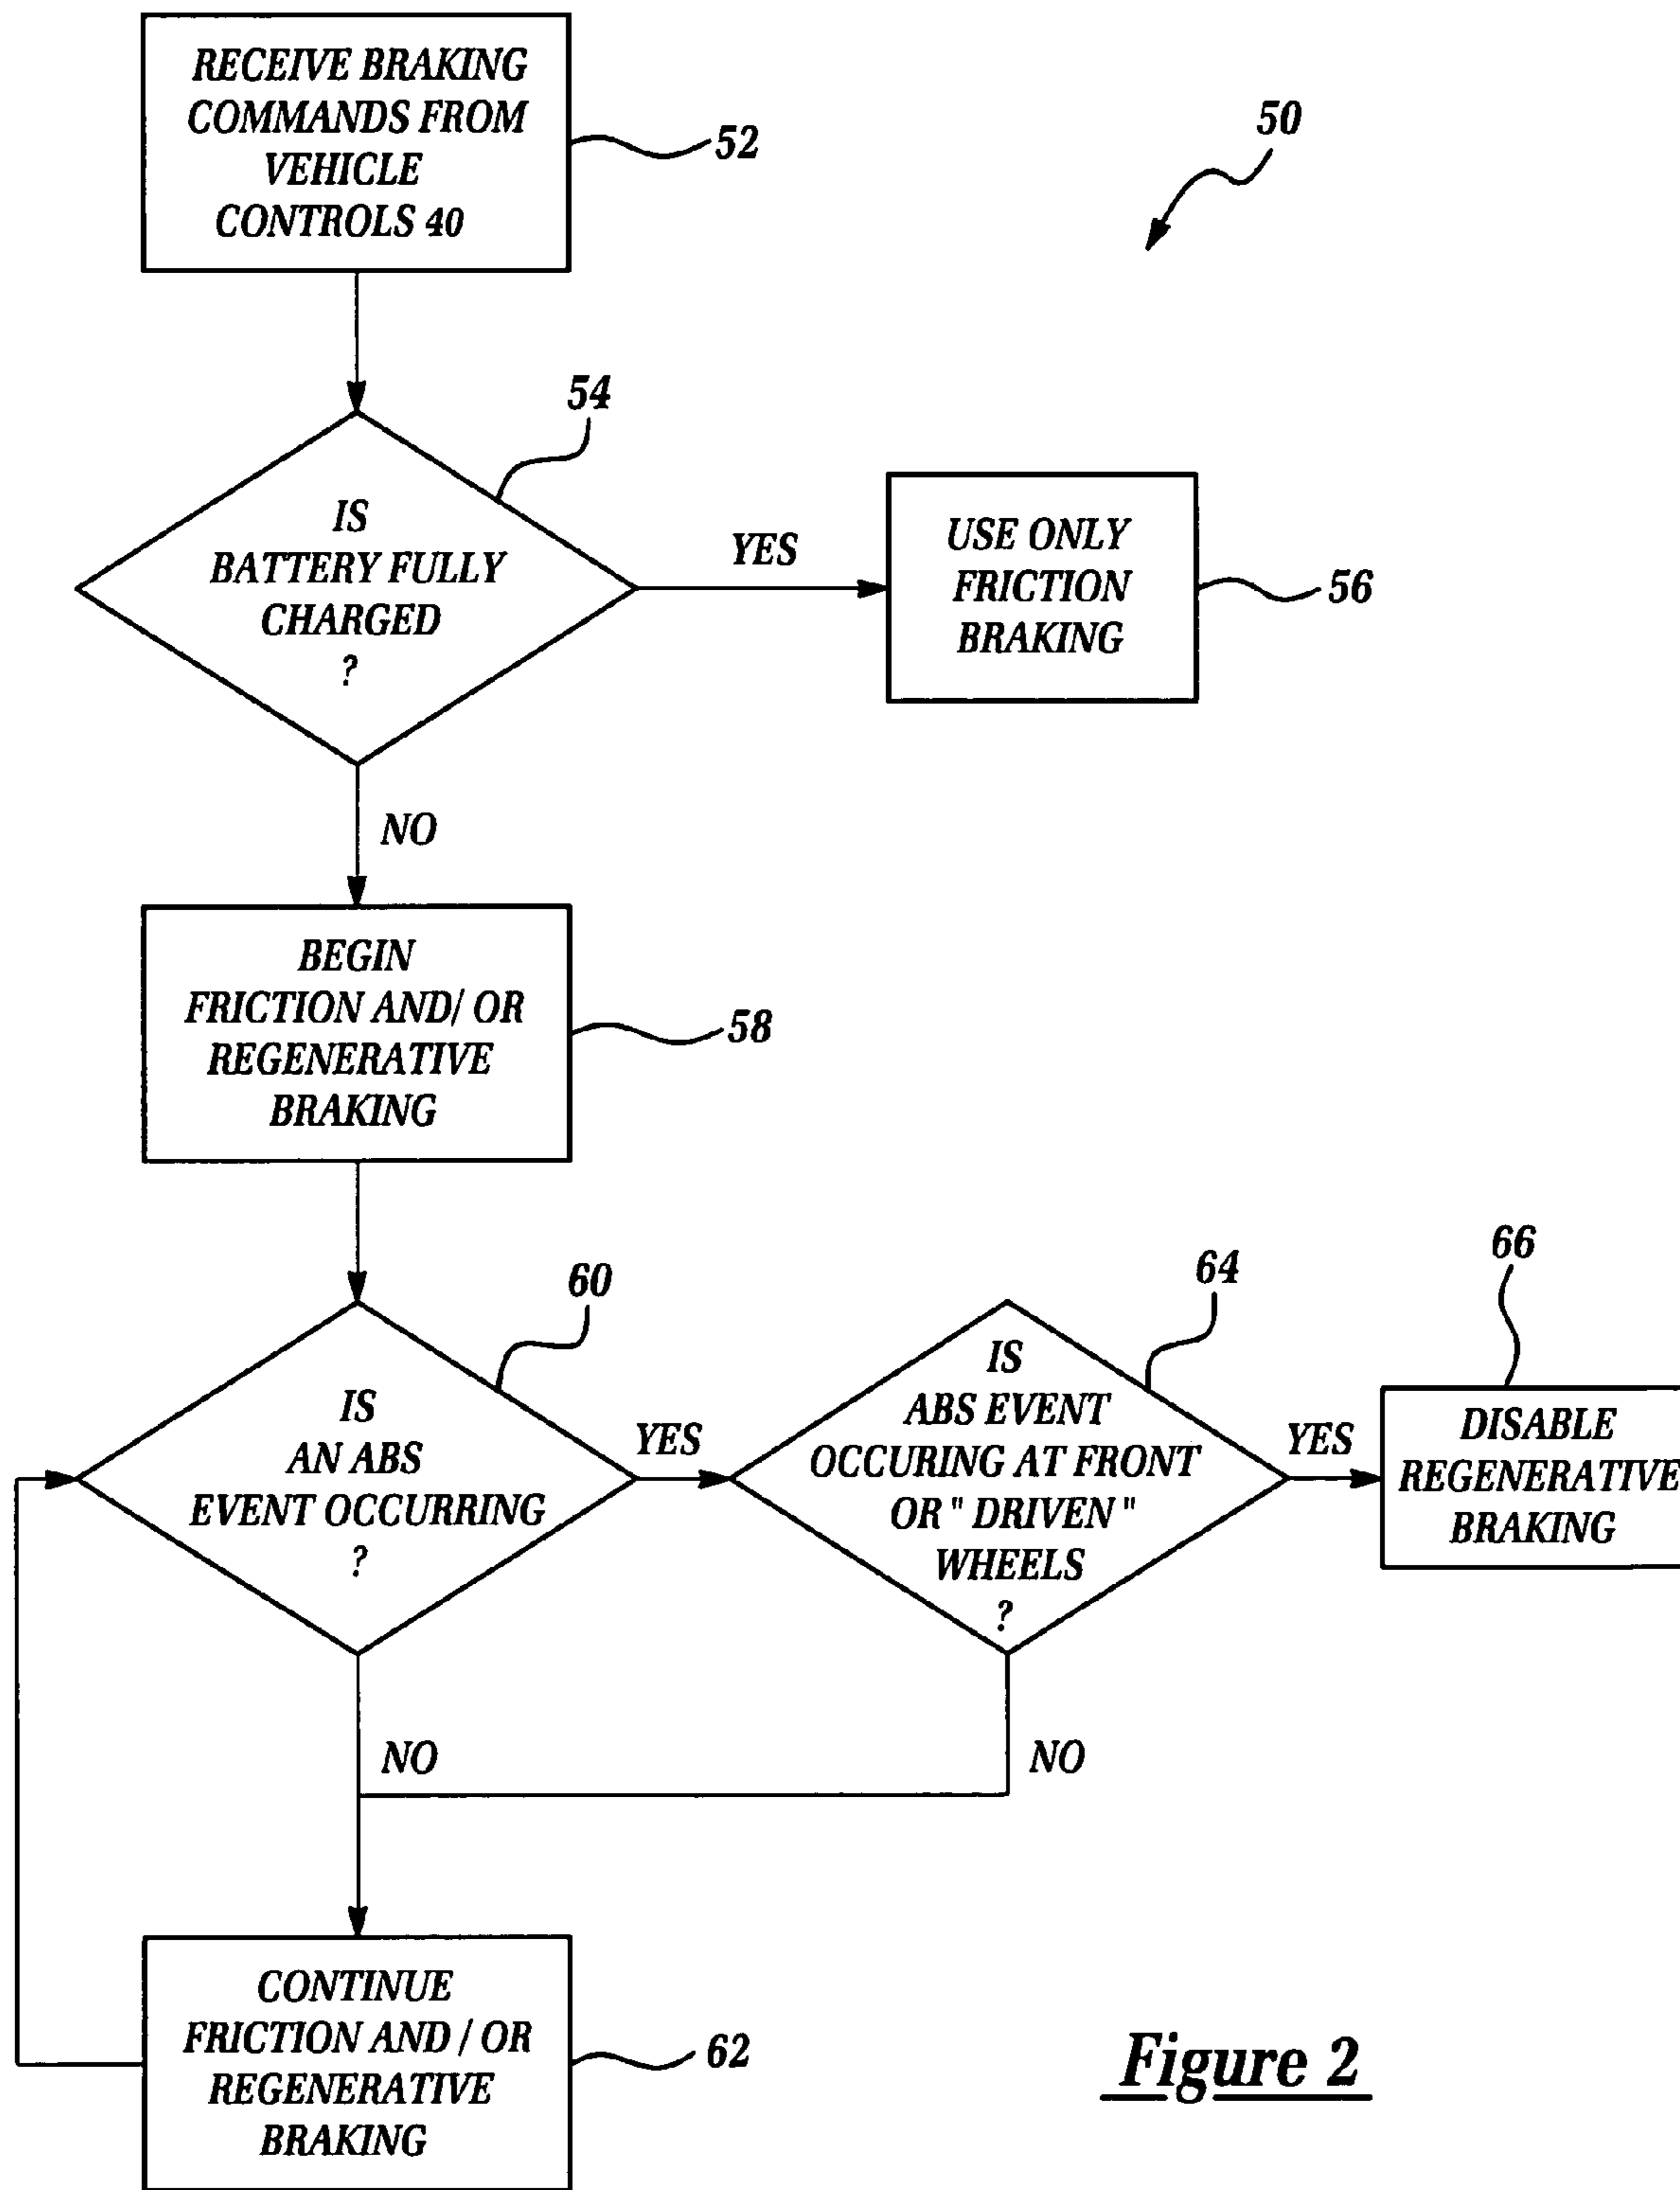 RECEIVE BRAKING
COMMANDS FROM
VEHICLE
CONTROLS 40
52
50
54
IS
BATTERY FULLY
CHARGED
?
YES
USE ONLY
FRICTION
BRAKING
56
NO
BEGIN
FRICTION AND/ OR
REGENERATIVE
BRAKING
58
60
IS
AN ABS
EVENT OCCURRING
?
YES
64
IS
ABS EVENT
OCCURING AT FRONT
OR " DRIVEN "
WHEELS
?
YES
66
DISABLE
REGENERATIVE
BRAKING
NO
NO
CONTINUE
FRICTION AND / OR
REGENERATIVE
BRAKING
62
Figure 2